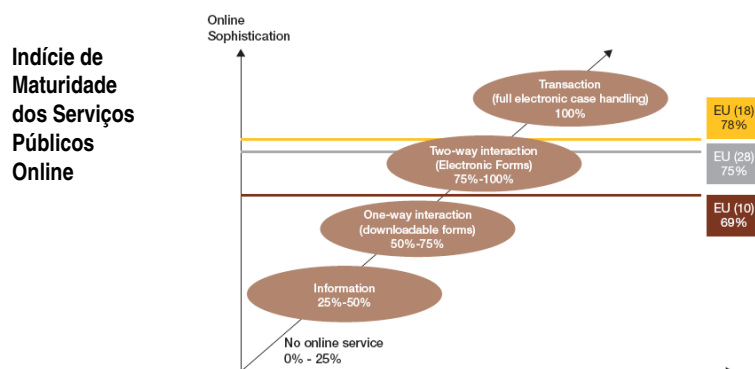 Indície de
Maturidade
dos Serviços
Públicos
Online
Online
Sophistication
Transaction
(full electronic case handling)
100%
EU (18)
78%
Two-way interaction
(Electronic Forms)
75%-100%
EU (28)
75%
One-way interaction
(downloadable forms)
50%-75%
EU (10)
69%
Information
25%-50%
No online service
0% - 25%